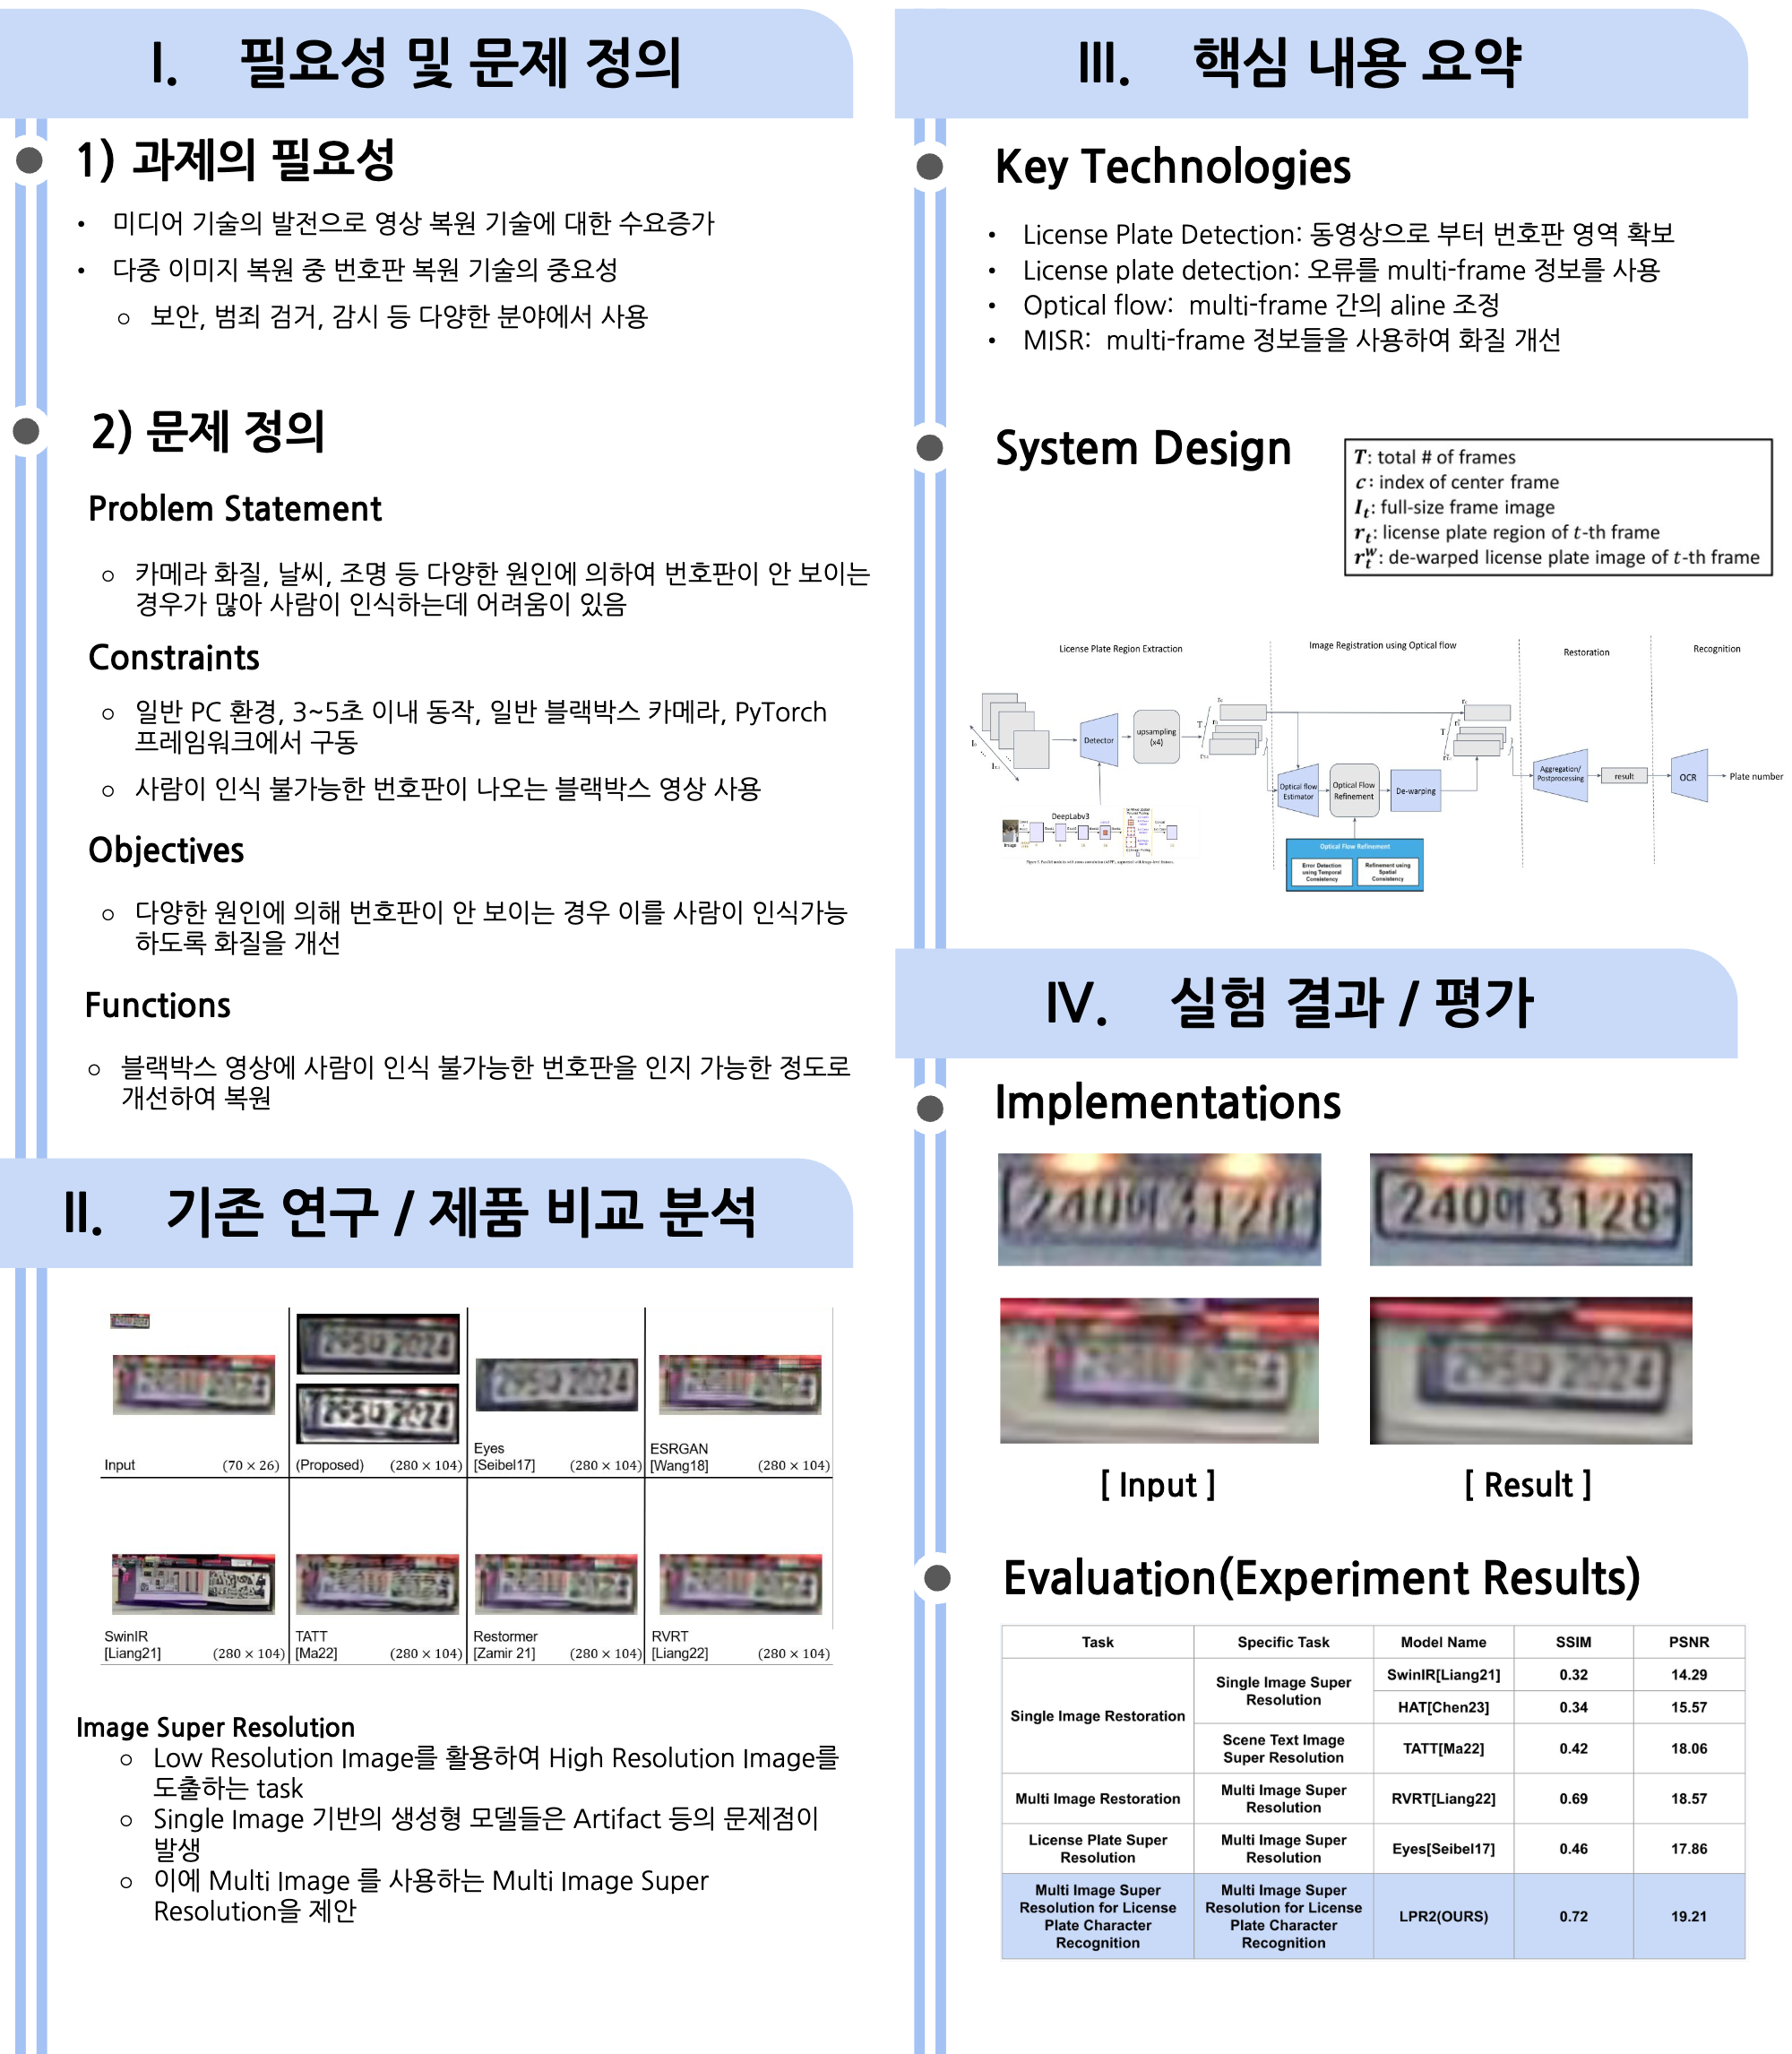 I. 필요성 및 문제 정의
1) 과제의 필요성
• 미디어 기술의 발전으로 영상 복원 기술에 대한 수요증가
• 다중 이미지 복원 중 번호판 복원 기술의 중요성
○ 보안, 범죄 검거, 감시 등 다양한 분야에서 사용
2) 문제 정의
Problem Statement
○ 카메라 화질, 날씨, 조명 등 다양한 원인에 의하여 번호판이 안 보이는
경우가 많아 사람이 인식하는데 어려움이 있음
Constraints
○ 일반 PC 환경, 3~5초 이내 동작, 일반 블랙박스 카메라, PyTorch
프레임워크에서 구동
○ 사람이 인식 불가능한 번호판이 나오는 블랙박스 영상 사용
Objectives
○ 다양한 원인에 의해 번호판이 안 보이는 경우 이를 사람이 인식가능
하도록 화질을 개선
Functions
○ 블랙박스 영상에 사람이 인식 불가능한 번호판을 인지 가능한 정도로
개선하여 복원
II. 기존 연구 / 제품 비교 분석
Input (70 × 26)
(Proposed) (280 × 104)
Eyes
[Seibel17] (280 × 104)
ESRGAN
[Wang18] (280 × 104)
SwinIR
[Liang21] (280 × 104)
TATT
[Ma22] (280 × 104)
Restormer
[Zamir 21] (280 × 104)
RVRT
[Liang22] (280 × 104)
Image Super Resolution
○ Low Resolution Image를 활용하여 High Resolution Image를
도출하는 task
○ Single Image 기반의 생성형 모델들은 Artifact 등의 문제점이
발생
○ 이에 Multi Image 를 사용하는 Multi Image Super
Resolution을 제안
III. 핵심 내용 요약
Key Technologies
• License Plate Detection: 동영상으로 부터 번호판 영역 확보
• License plate detection: 오류를 multi-frame 정보를 사용
• Optical flow: multi-frame 간의 aline 조정
• MISR: multi-frame 정보들을 사용하여 화질 개선
System Design
T: total # of frames
c: index of center frame
I_t: full-size frame image
r_t: license plate region of t-th frame
r_t^w: de-warped license plate image of t-th frame
License Plate Region Extraction
Image Registration using Optical flow
Restoration
Recognition
Detector
upsampling
(x4)
T
T
Optical flow
Estimator
Optical Flow
Refinement
De-warping
Aggregation/
Postprocessing
result
OCR
Plate number
DeepLabv3
Image
Optical Flow Refinement
Error Detection
using Temporal
Consistency
Refinement using
Spatial
Consistency
IV. 실험 결과 / 평가
Implementations
240어3128
[ Input ]
[ Result ]
Evaluation(Experiment Results)
Task Specific Task Model Name SSIM PSNR
Single Image Restoration
Single Image Super
Resolution
SwinIR[Liang21] 0.32 14.29
HAT[Chen23] 0.34 15.57
Scene Text Image
Super Resolution
TATT[Ma22] 0.42 18.06
Multi Image Restoration
Multi Image Super
Resolution
RVRT[Liang22] 0.69 18.57
License Plate Super
Resolution
Multi Image Super
Resolution
Eyes[Seibel17] 0.46 17.86
Multi Image Super
Resolution for License
Plate Character
Recognition
Multi Image Super
Resolution for License
Plate Character
Recognition
LPR2(OURS) 0.72 19.21